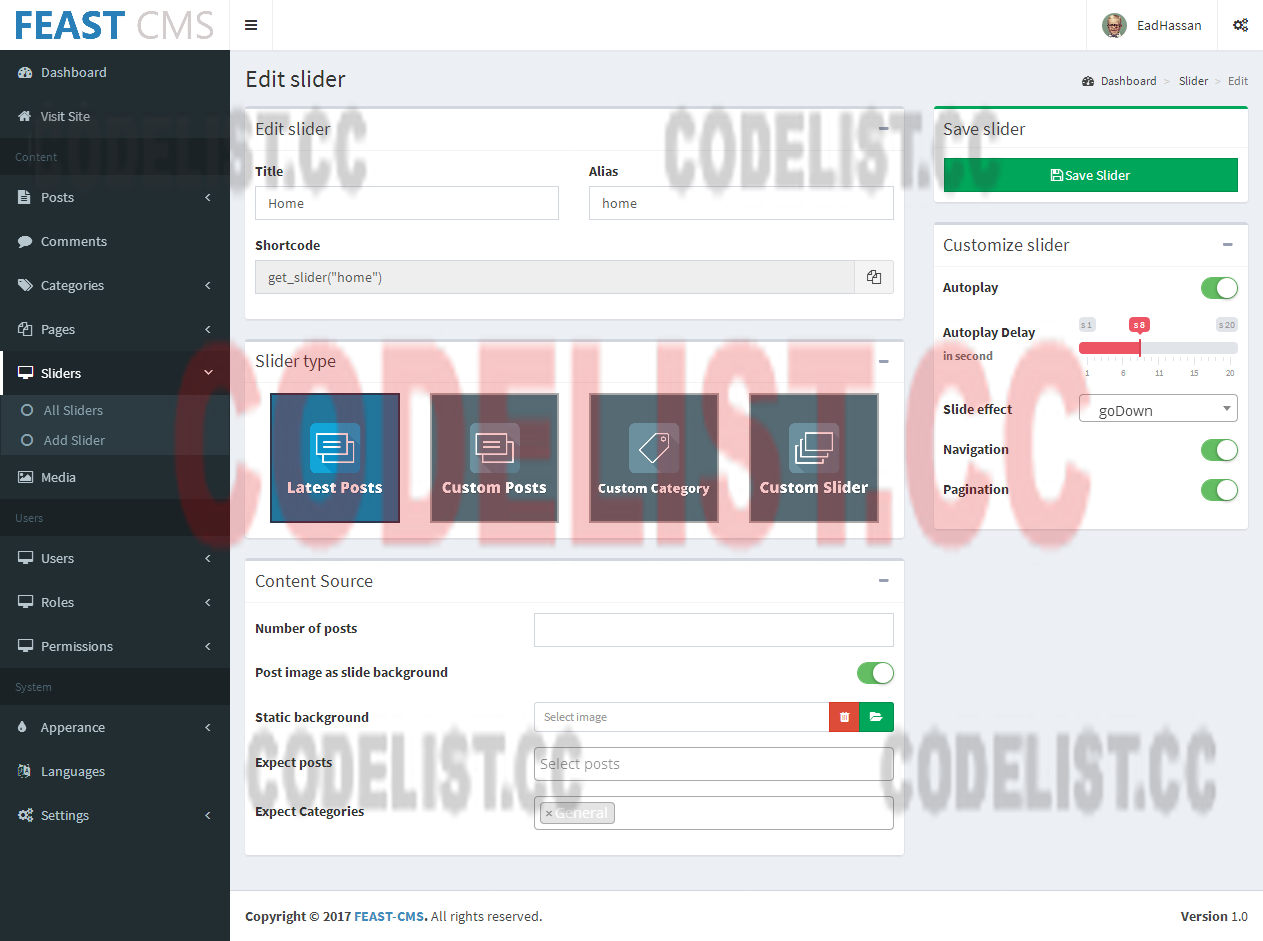 FEAST CMS
EadHassan
Dashboard
Visit Site
Content
Posts
Comments
Categories
Pages
Sliders
All Sliders
Add Slider
Media
Users
Users
Roles
Permissions
System
Apperance
Languages
Settings
Edit slider
Dashboard > Slider > Edit
Edit slider
Title
Alias
Home
home
Shortcode
get_slider("home")
Slider type
Latest Posts
Custom Posts
Custom Category
Custom Slider
Content Source
Number of posts
Post image as slide background
Static background
Select image
Expect posts
Select posts
Expect Categories
× General
Save slider
Save Slider
Customize slider
Autoplay
Autoplay Delay
in second
s 1
s 8
s 20
1 6 11 15 20
Slide effect
goDown
Navigation
Pagination
Copyright © 2017 FEAST-CMS. All rights reserved.
Version 1.0
CODELIST.CC
CODELIST.CC
CODELIST.CC
CODELIST.CC
CODELIST.CC